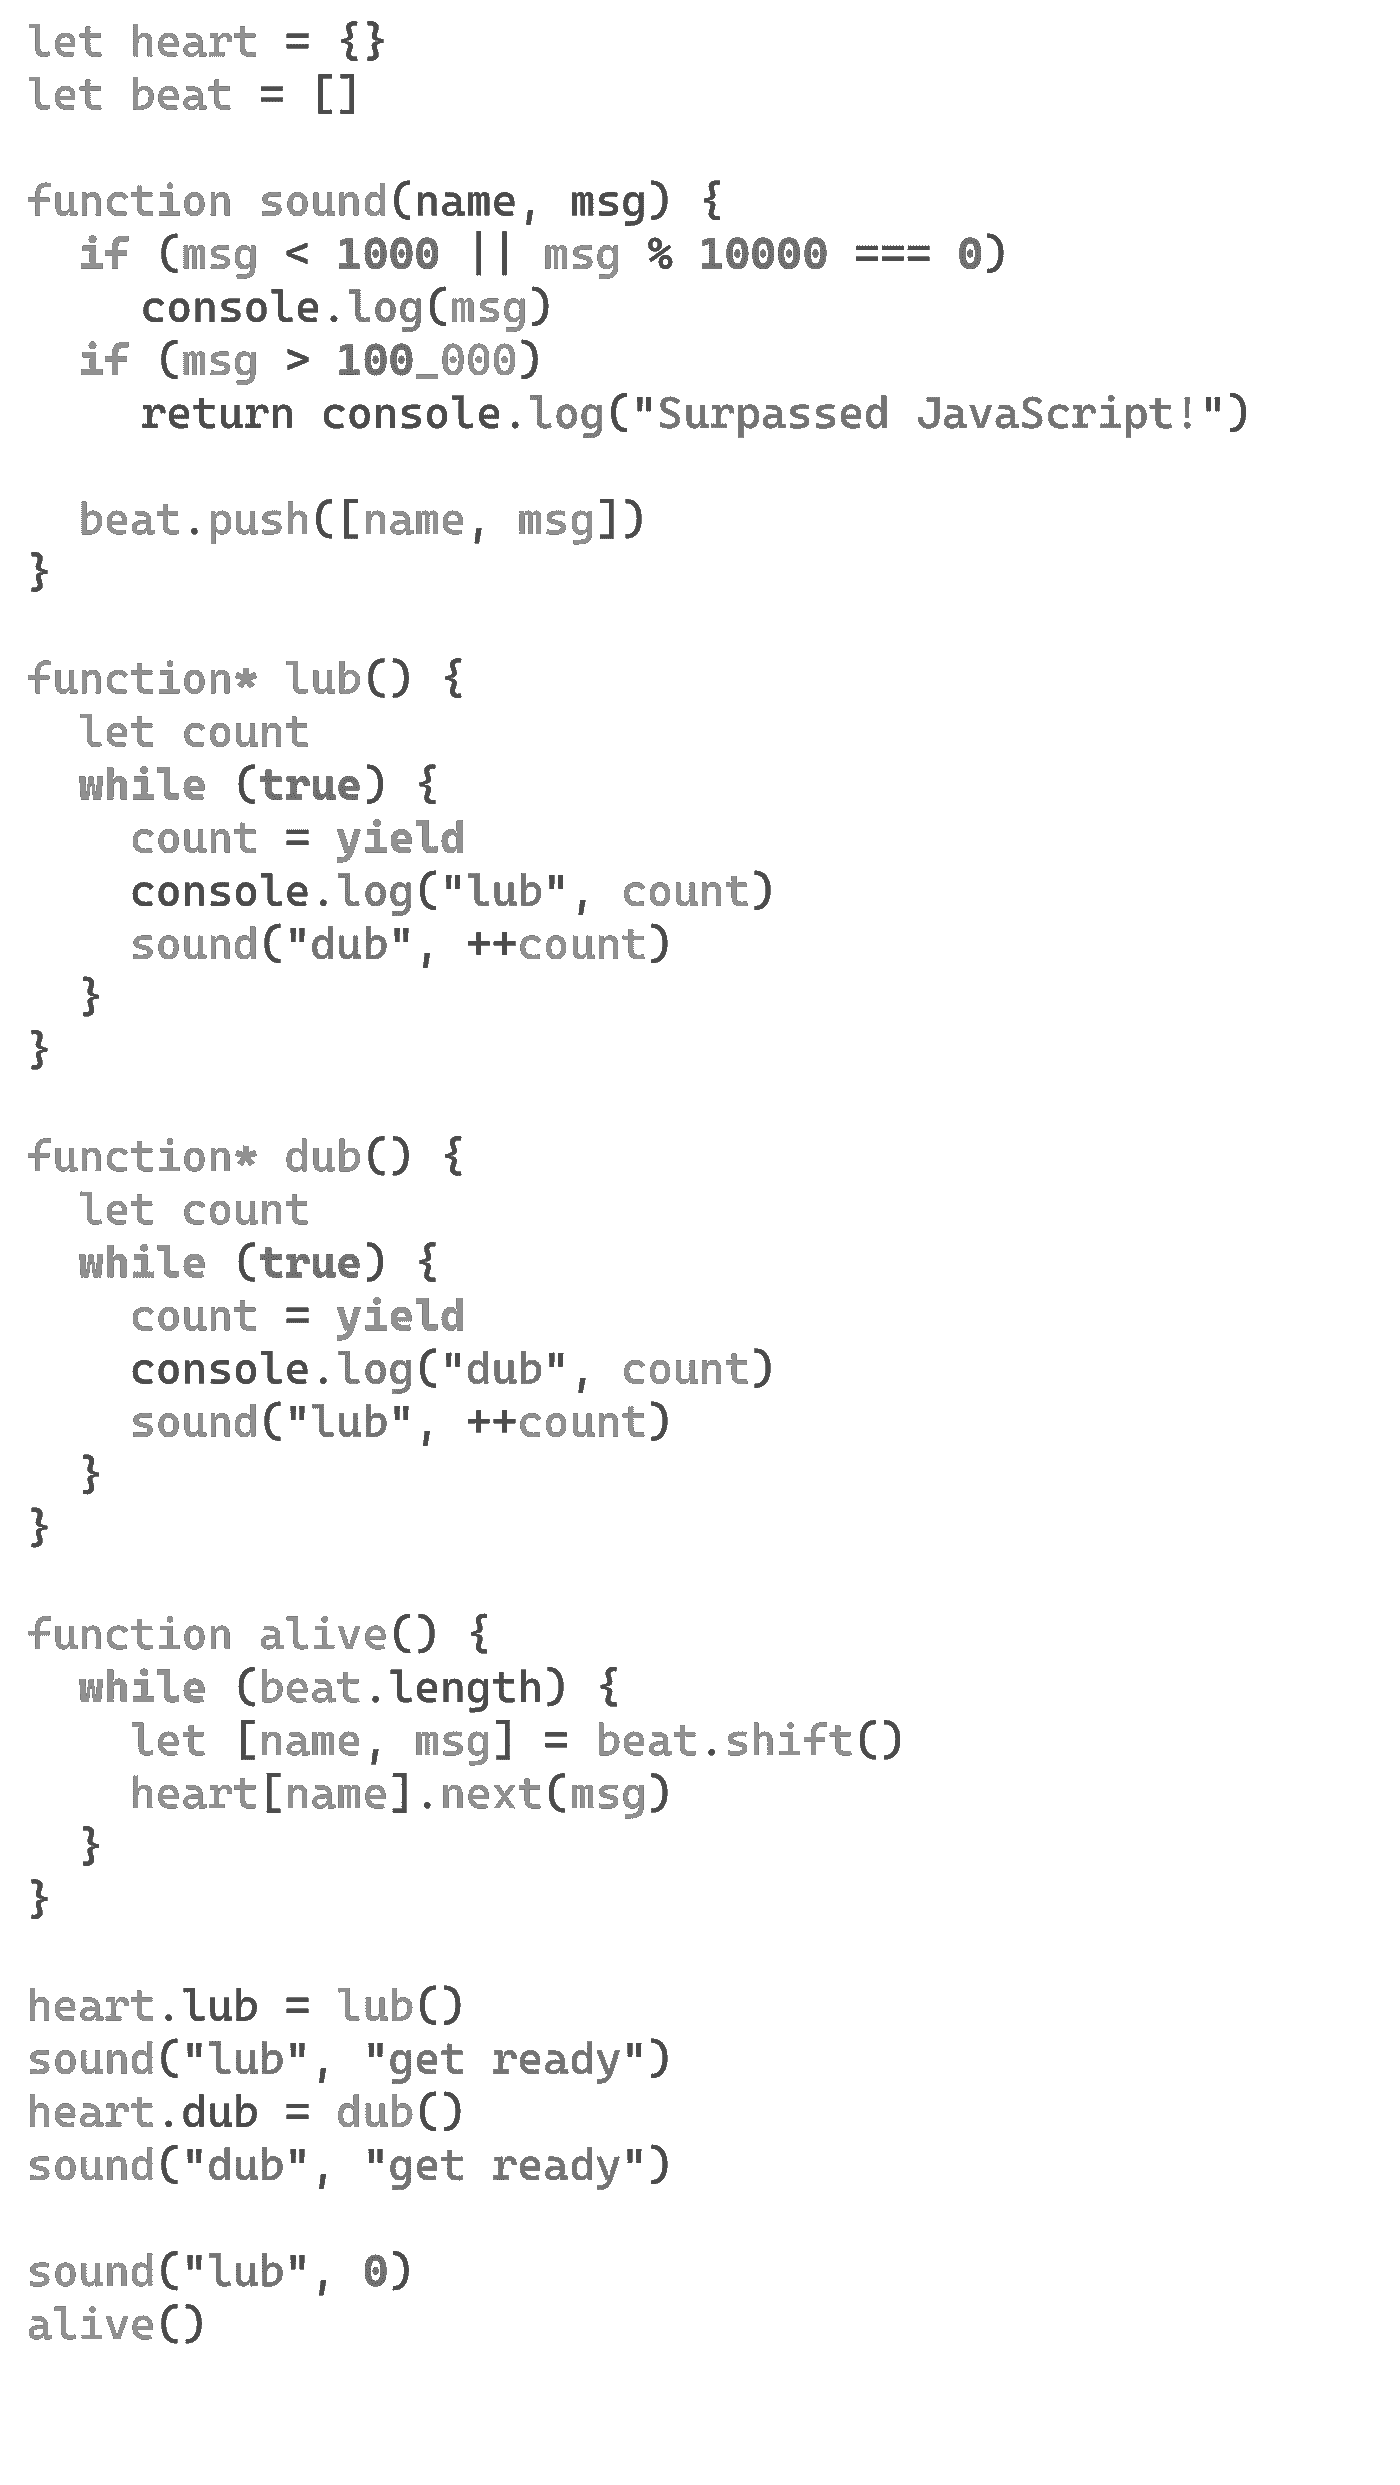 let heart = {}
let beat = []

function sound(name, msg) {
  if (msg < 1000 || msg % 10000 === 0)
    console.log(msg)
  if (msg > 100_000)
    return console.log("Surpassed JavaScript!")

  beat.push([name, msg])
}

function* lub() {
  let count
  while (true) {
    count = yield
    console.log("lub", count)
    sound("dub", ++count)
  }
}

function* dub() {
  let count
  while (true) {
    count = yield
    console.log("dub", count)
    sound("lub", ++count)
  }
}

function alive() {
  while (beat.length) {
    let [name, msg] = beat.shift()
    heart[name].next(msg)
  }
}

heart.lub = lub()
sound("lub", "get ready")
heart.dub = dub()
sound("dub", "get ready")

sound("lub", 0)
alive()